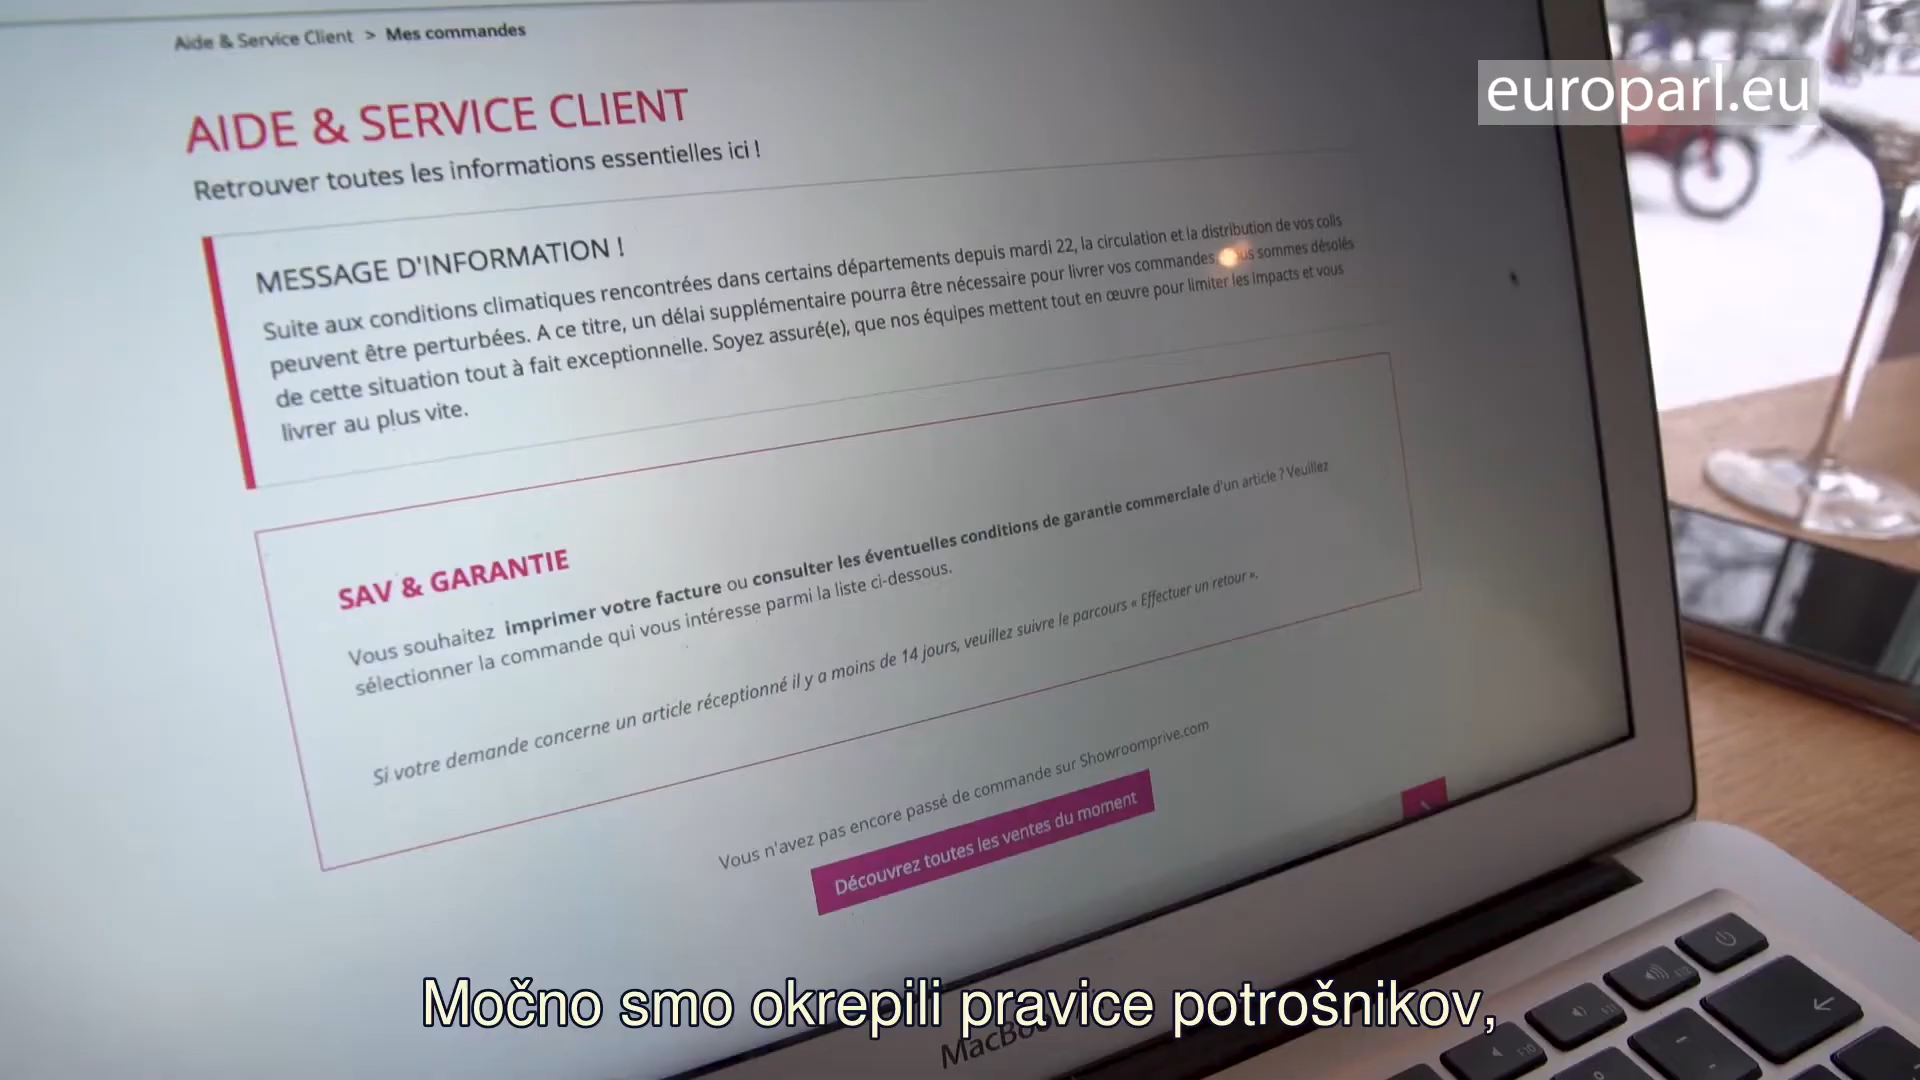 Aide & Service Client > Mes commandes
europarl.eu
AIDE & SERVICE CLIENT
Retrouver toutes les informations essentielles ici !
MESSAGE D'INFORMATION !
Suite aux conditions climatiques rencontrées dans certains départements depuis mardi 22, la circulation et la distribution de vos colis
peuvent être perturbées. A ce titre, un délai supplémentaire pourra être nécessaire pour livrer vos commandes, sommes désolés
de cette situation tout à fait exceptionnelle. Soyez assuré(e), que nos équipes mettent tout en œuvre pour limiter les impacts et vous
livrer au plus vite.
SAV & GARANTIE
Vous souhaitez imprimer votre facture ou consulter les éventuelles conditions de garantie commerciale d'un article ? Veuillez
sélectionner la commande qui vous intéresse parmi la liste ci-dessous.
Si votre demande concerne un article réceptionné il y a moins de 14 jours, veuillez suivre le parcours « Effectuer un retour ».
Vous n'avez pas encore passé de commande sur Showroomprive.com
Découvrez toutes les ventes du moment
Močno smo okrepili pravice potrošnikov,
F12
F11
F10